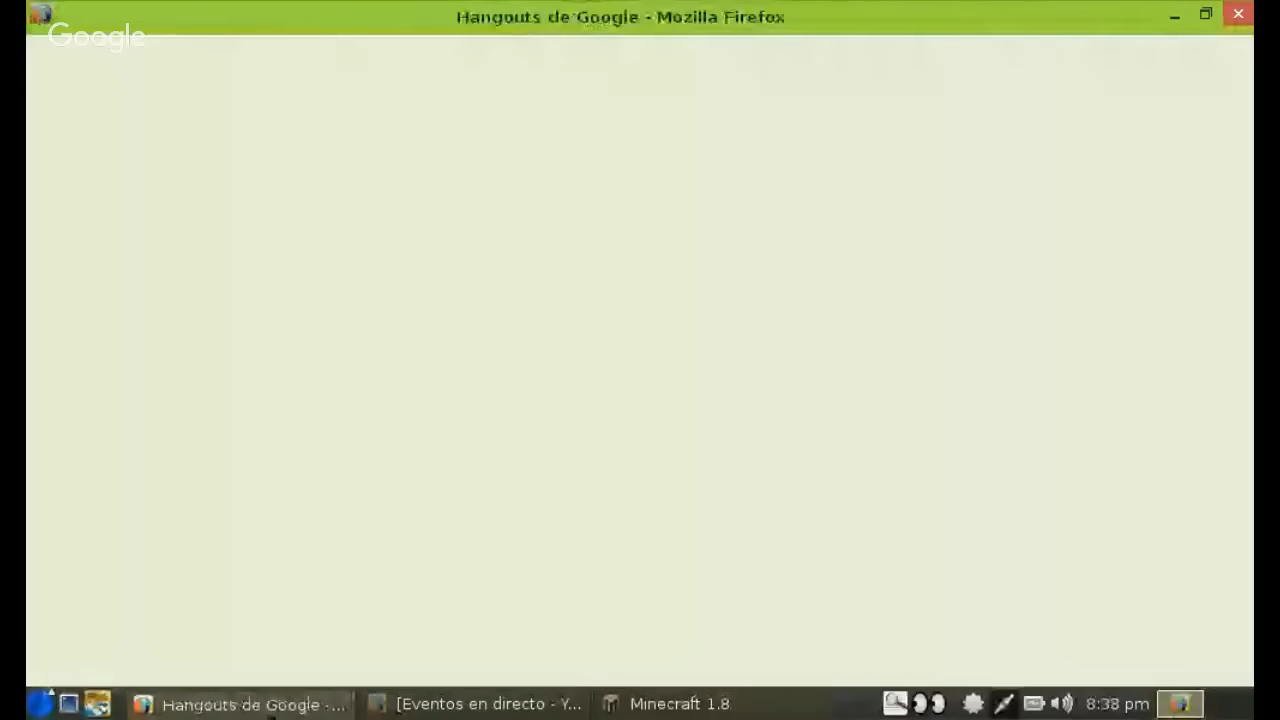 Hangouts de Google - Mozilla Firefox
Google
Hangouts de Google - ...
[Eventos en directo - Y...
Minecraft 1.8
8:38 pm